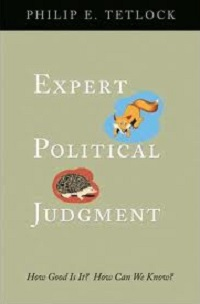 PHILIP E. TETLOCK
EXPERT
POLITICAL
JUDGMENT
How Good Is It? How Can We Know?